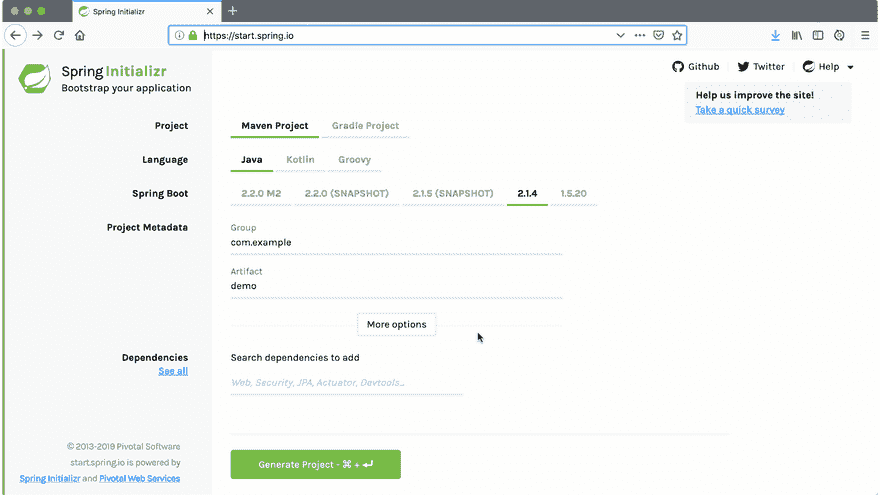 Spring Initializr
https://start.spring.io
Spring Initializr
Bootstrap your application
Github Twitter Help
Help us improve the site!
Take a quick survey
Project Maven Project Gradle Project
Language Java Kotlin Groovy
Spring Boot 2.2.0 M2 2.2.0 (SNAPSHOT) 2.1.5 (SNAPSHOT) 2.1.4 1.5.20
Project Metadata Group
com.example
Artifact
demo
More options
Dependencies Search dependencies to add
See all
Web, Security, JPA, Actuator, Devtools...
© 2013-2019 Pivotal Software
start.spring.io is powered by
Spring Initializr and Pivotal Web Services
Generate Project - ⌘ + ↵